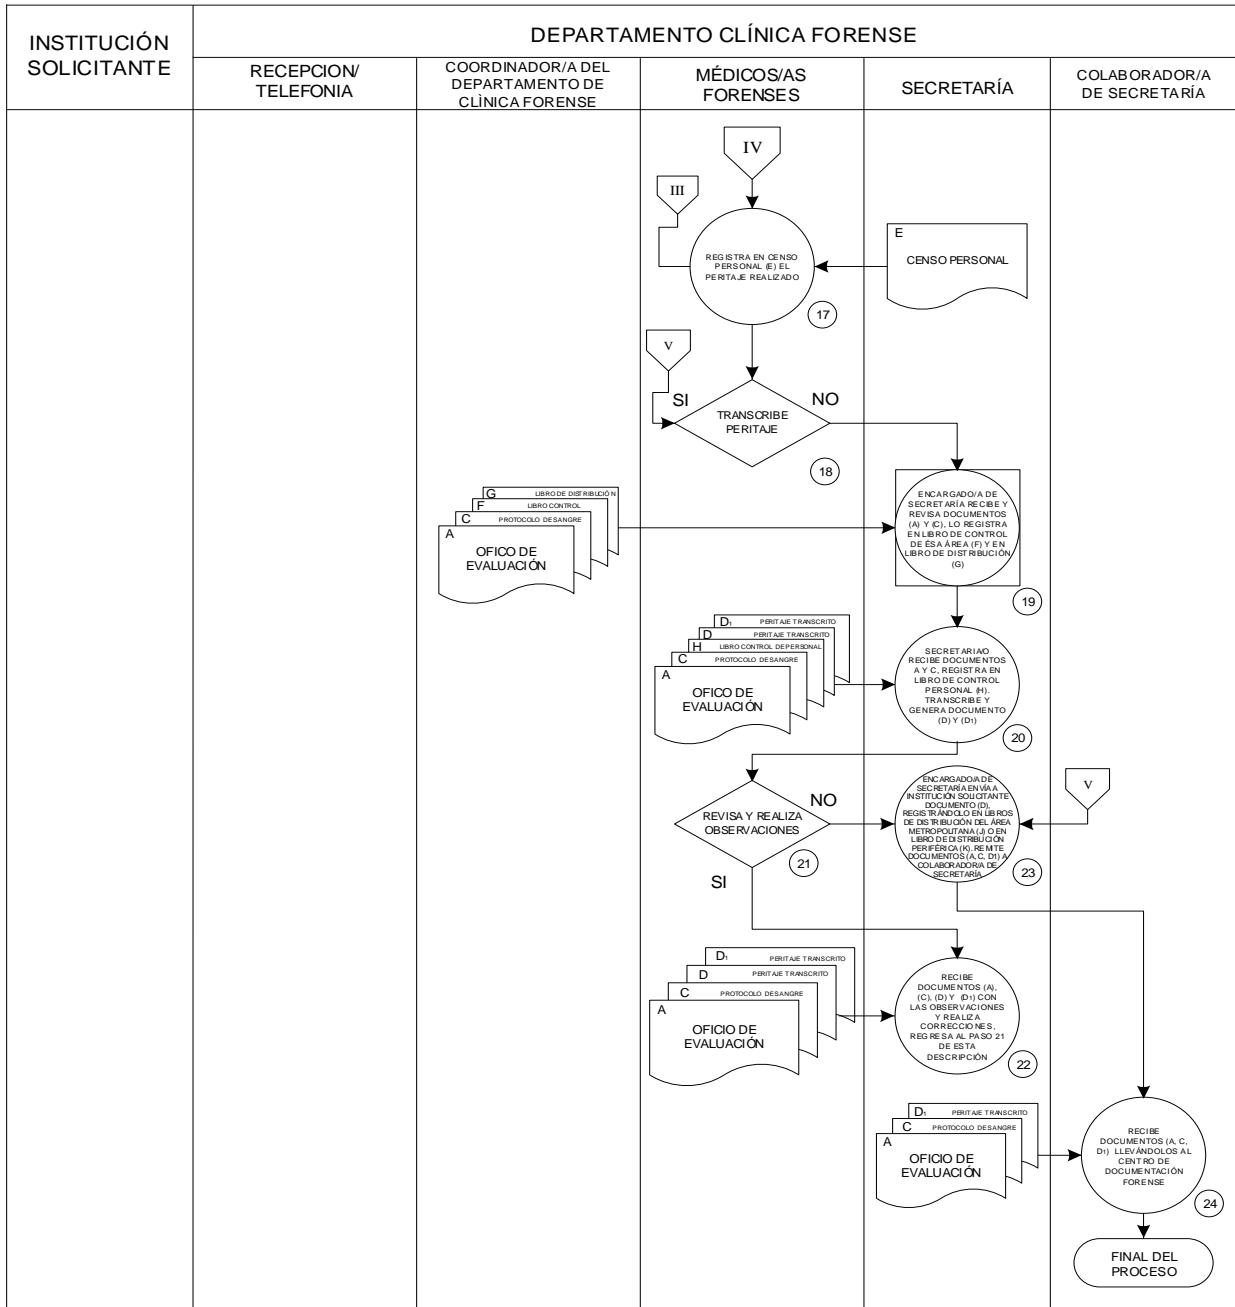 INSTITUCIÓN
SOLICITANTE
DEPARTAMENTO CLÍNICA FORENSE
RECEPCION/
TELEFONIA
COORDINADOR/A DEL
DEPARTAMENTO DE
CLÌNICA FORENSE
MÉDICOS/AS
FORENSES
SECRETARÍA
COLABORADOR/A
DE SECRETARÍA
IV
III
REGISTRA EN CENSO
PERSONAL (E) EL
PERITAJE REALIZADO
17
E
CENSO PERSONAL
V
SI
NO
TRANSCRIBE
PERITAJE
18
G LIBRO DE DISTRIBUCIÓN
F LIBRO CONTROL
C PROTOCOLO DE SANGRE
A
OFICO DE
EVALUACIÓN
ENCARGADO/A DE
SECRETARÍA RECIBE Y
REVISA DOCUMENTOS
(A) Y (C), LO REGISTRA
EN LIBRO DE CONTROL
DE ÉSA ÁREA (F) Y EN
LIBRO DE DISTRIBUCIÓN
(G)
19
D1 PERITAJE TRANSCRITO
D PERITAJE TRANSCRITO
H LIBRO CONTROL DE PERSONAL
C PROTOCOLO DE SANGRE
A
OFICO DE
EVALUACIÓN
SECRETARIA/O
RECIBE DOCUMENTOS
A Y C, REGISTRA EN
LIBRO DE CONTROL
PERSONAL (H).
TRANSCRIBE Y
GENERA DOCUMENTO
(D) Y (D1)
20
REVISA Y REALIZA
OBSERVACIONES
NO
SI
21
ENCARGADO/A DE
SECRETARÍA ENVÍA A
INSTITUCIÓN SOLICITANTE
DOCUMENTO (D),
REGISTRÁNDOLO EN LIBROS
DE DISTRIBUCIÓN DEL ÁREA
METROPOLITANA (J) O EN
LIBRO DE DISTRIBUCIÓN
PERIFÉRICA (K). REMITE
DOCUMENTOS (A, C, D1) A
COLABORADOR/A DE
SECRETARÍA
23
V
D1 PERITAJE TRANSCRITO
D PERITAJE TRANSCRITO
C PROTOCOLO DE SANGRE
A
OFICIO DE
EVALUACIÓN
RECIBE
DOCUMENTOS (A),
(C), (D) Y (D1) CON
LAS OBSERVACIONES
Y REALIZA
CORRECCIONES,
REGRESA AL PASO 21
DE ESTA
DESCRIPCIÓN
22
D1 PERITAJE TRANSCRITO
C PROTOCOLO DE SANGRE
A
OFICIO DE
EVALUACIÓN
RECIBE
DOCUMENTOS (A, C,
D1) LLEVÁNDOLOS AL
CENTRO DE
DOCUMENTACIÓN
FORENSE
24
FINAL DEL
PROCESO